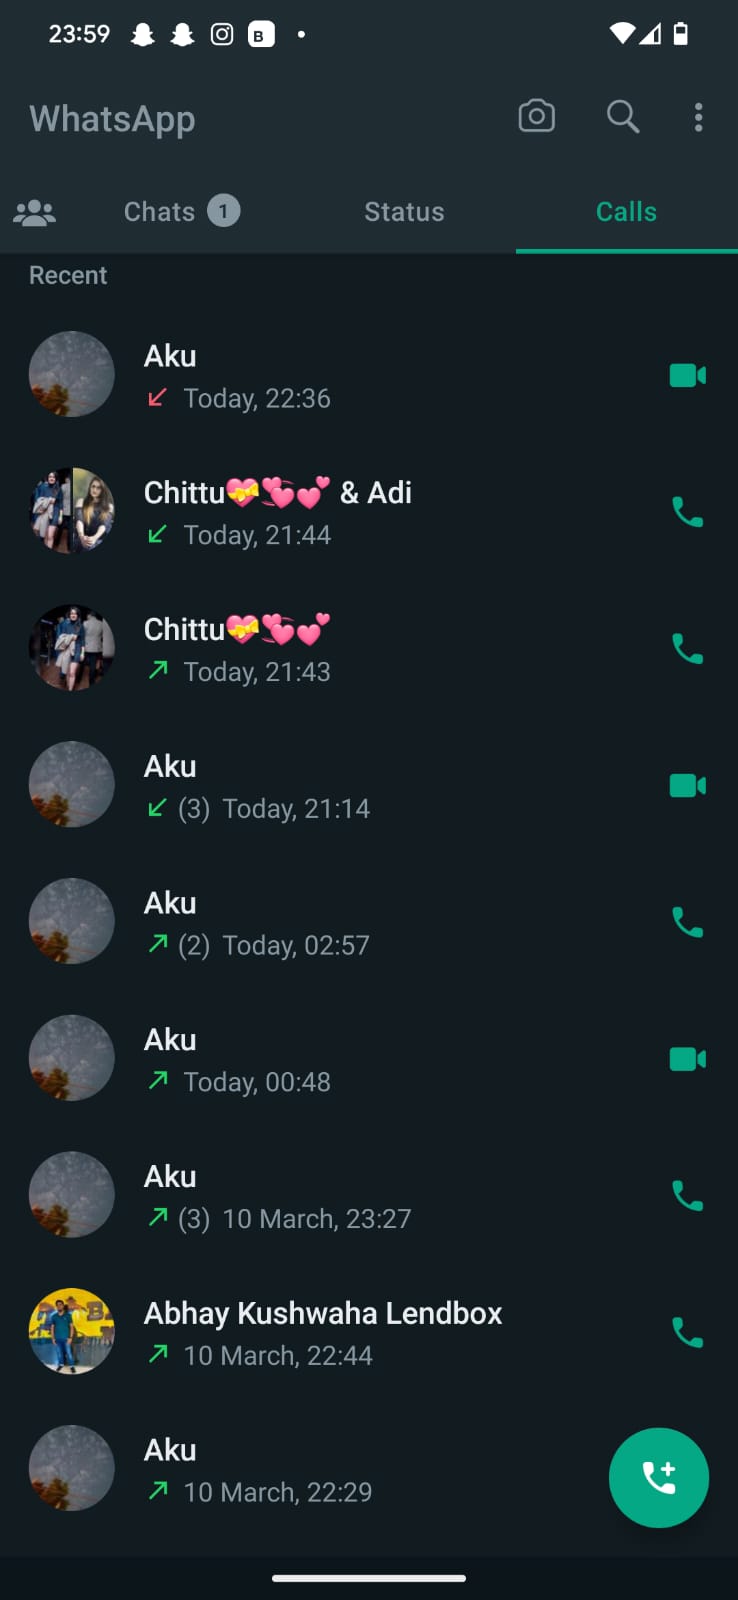 23:59
WhatsApp
Chats 1
Status
Calls
Recent
Aku
Today, 22:36
Chittu💝💞💕 & Adi
Today, 21:44
Chittu💝💞💕
Today, 21:43
Aku
(3) Today, 21:14
Aku
(2) Today, 02:57
Aku
Today, 00:48
Aku
(3) 10 March, 23:27
Abhay Kushwaha Lendbox
10 March, 22:44
Aku
10 March, 22:29